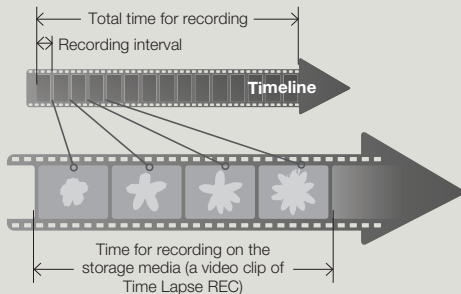 Total time for recording
Recording interval
Timeline
Time for recording on the
storage media (a video clip of
Time Lapse REC)